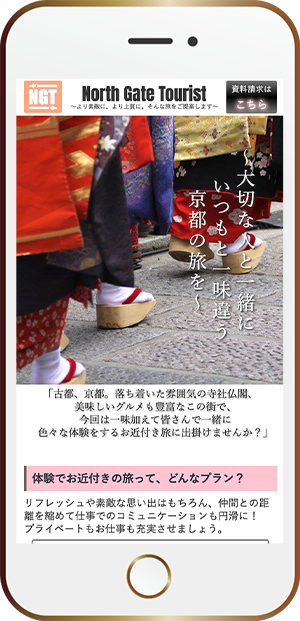 NGT
North Gate Tourist
～より素敵に、より上質に。そんな旅をご提案します～
資料請求は
こちら
～大切な人と一緒に
いつもと一味違う
京都の旅を～
「古都、京都。落ち着いた雰囲気の寺社仏閣、
美味しいグルメも豊富なこの街で、
今回は一味加えて皆さんで一緒に
色々な体験をするお近付き旅に出掛けませんか？」
体験でお近付きの旅って、どんなプラン？
リフレッシュや素敵な思い出はもちろん、仲間との距
離を縮めて仕事でのコミュニケーションも円滑に！
プライベートもお仕事も充実させましょう。